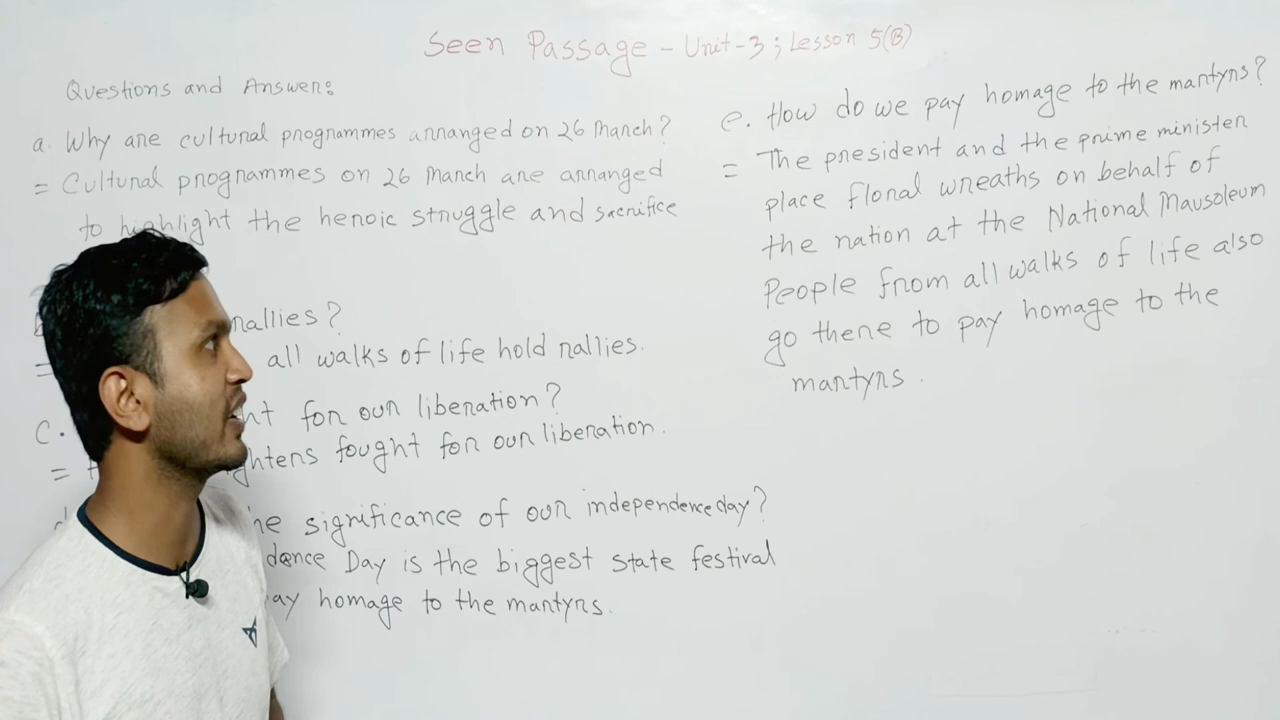 Seen Passage - Unit-3; Lesson 5(B)
Questions and Answer:
a. Why are cultural programmes arranged on 26 March?
= Cultural programmes on 26 March are arranged
to highlight the heroic struggle and sacrifice
rallies?
= all walks of life hold rallies.
c. for our liberation?
= fought for our liberation.
significance of our independence day?
Day is the biggest state festival
homage to the martyrs.
e. How do we pay homage to the martyrs?
= The president and the prime minister
place floral wreaths on behalf of
the nation at the National Mausoleum
People from all walks of life also
go there to pay homage to the
martyrs.